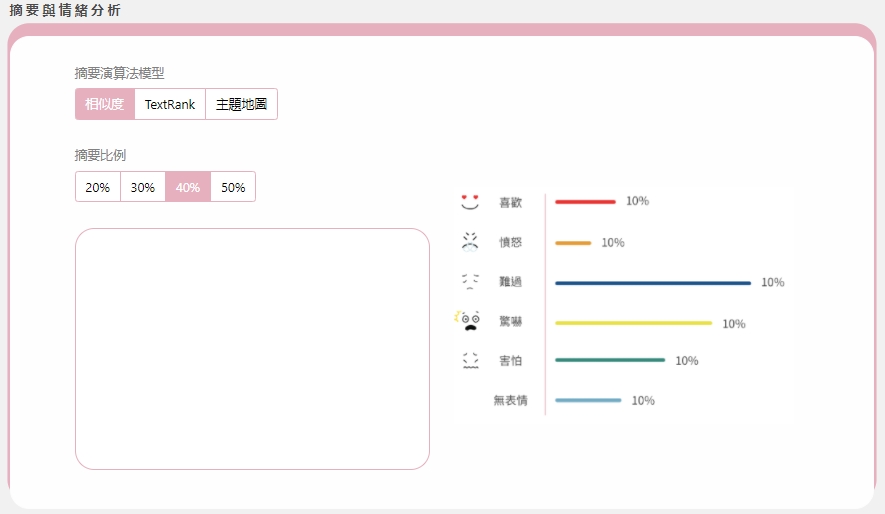 摘要與情緒分析
摘要演算法模型
相似度 TextRank 主題地圖
摘要比例
20% 30% 40% 50%
喜歡 10%
憤怒 10%
難過 10%
驚嚇 10%
害怕 10%
無表情 10%